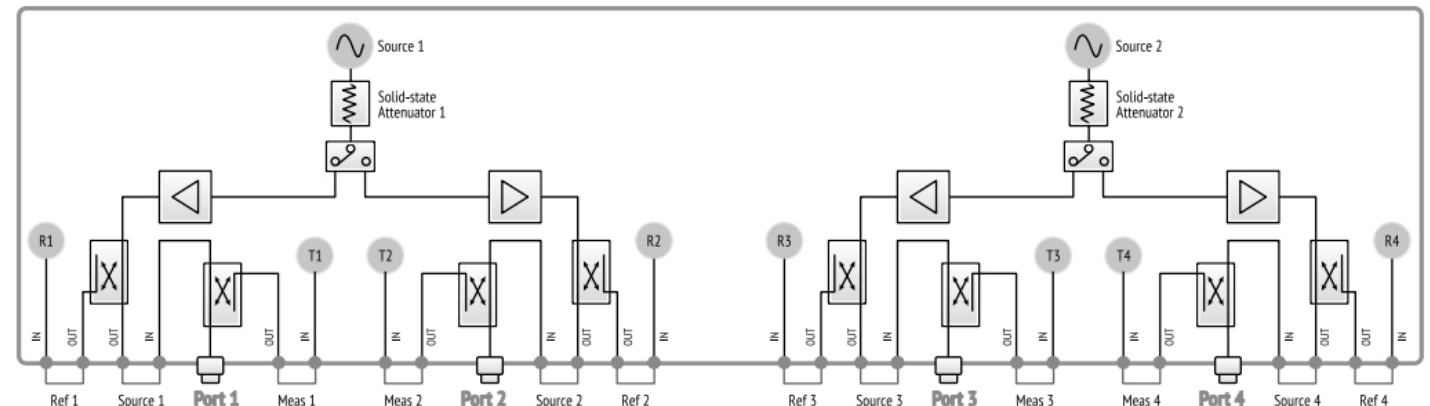 Source 1
Source 2
Solid-state
Attenuator 1
Solid-state
Attenuator 2
R1
T1
T2
R2
R3
T3
T4
R4
IN
OUT
OUT
IN
OUT
IN
IN
OUT
IN
OUT
OUT
IN
IN
OUT
OUT
IN
OUT
IN
IN
OUT
IN
OUT
OUT
IN
Ref 1
Source 1
Port 1
Meas 1
Meas 2
Port 2
Source 2
Ref 2
Ref 3
Source 3
Port 3
Meas 3
Meas 4
Port 4
Source 4
Ref 4